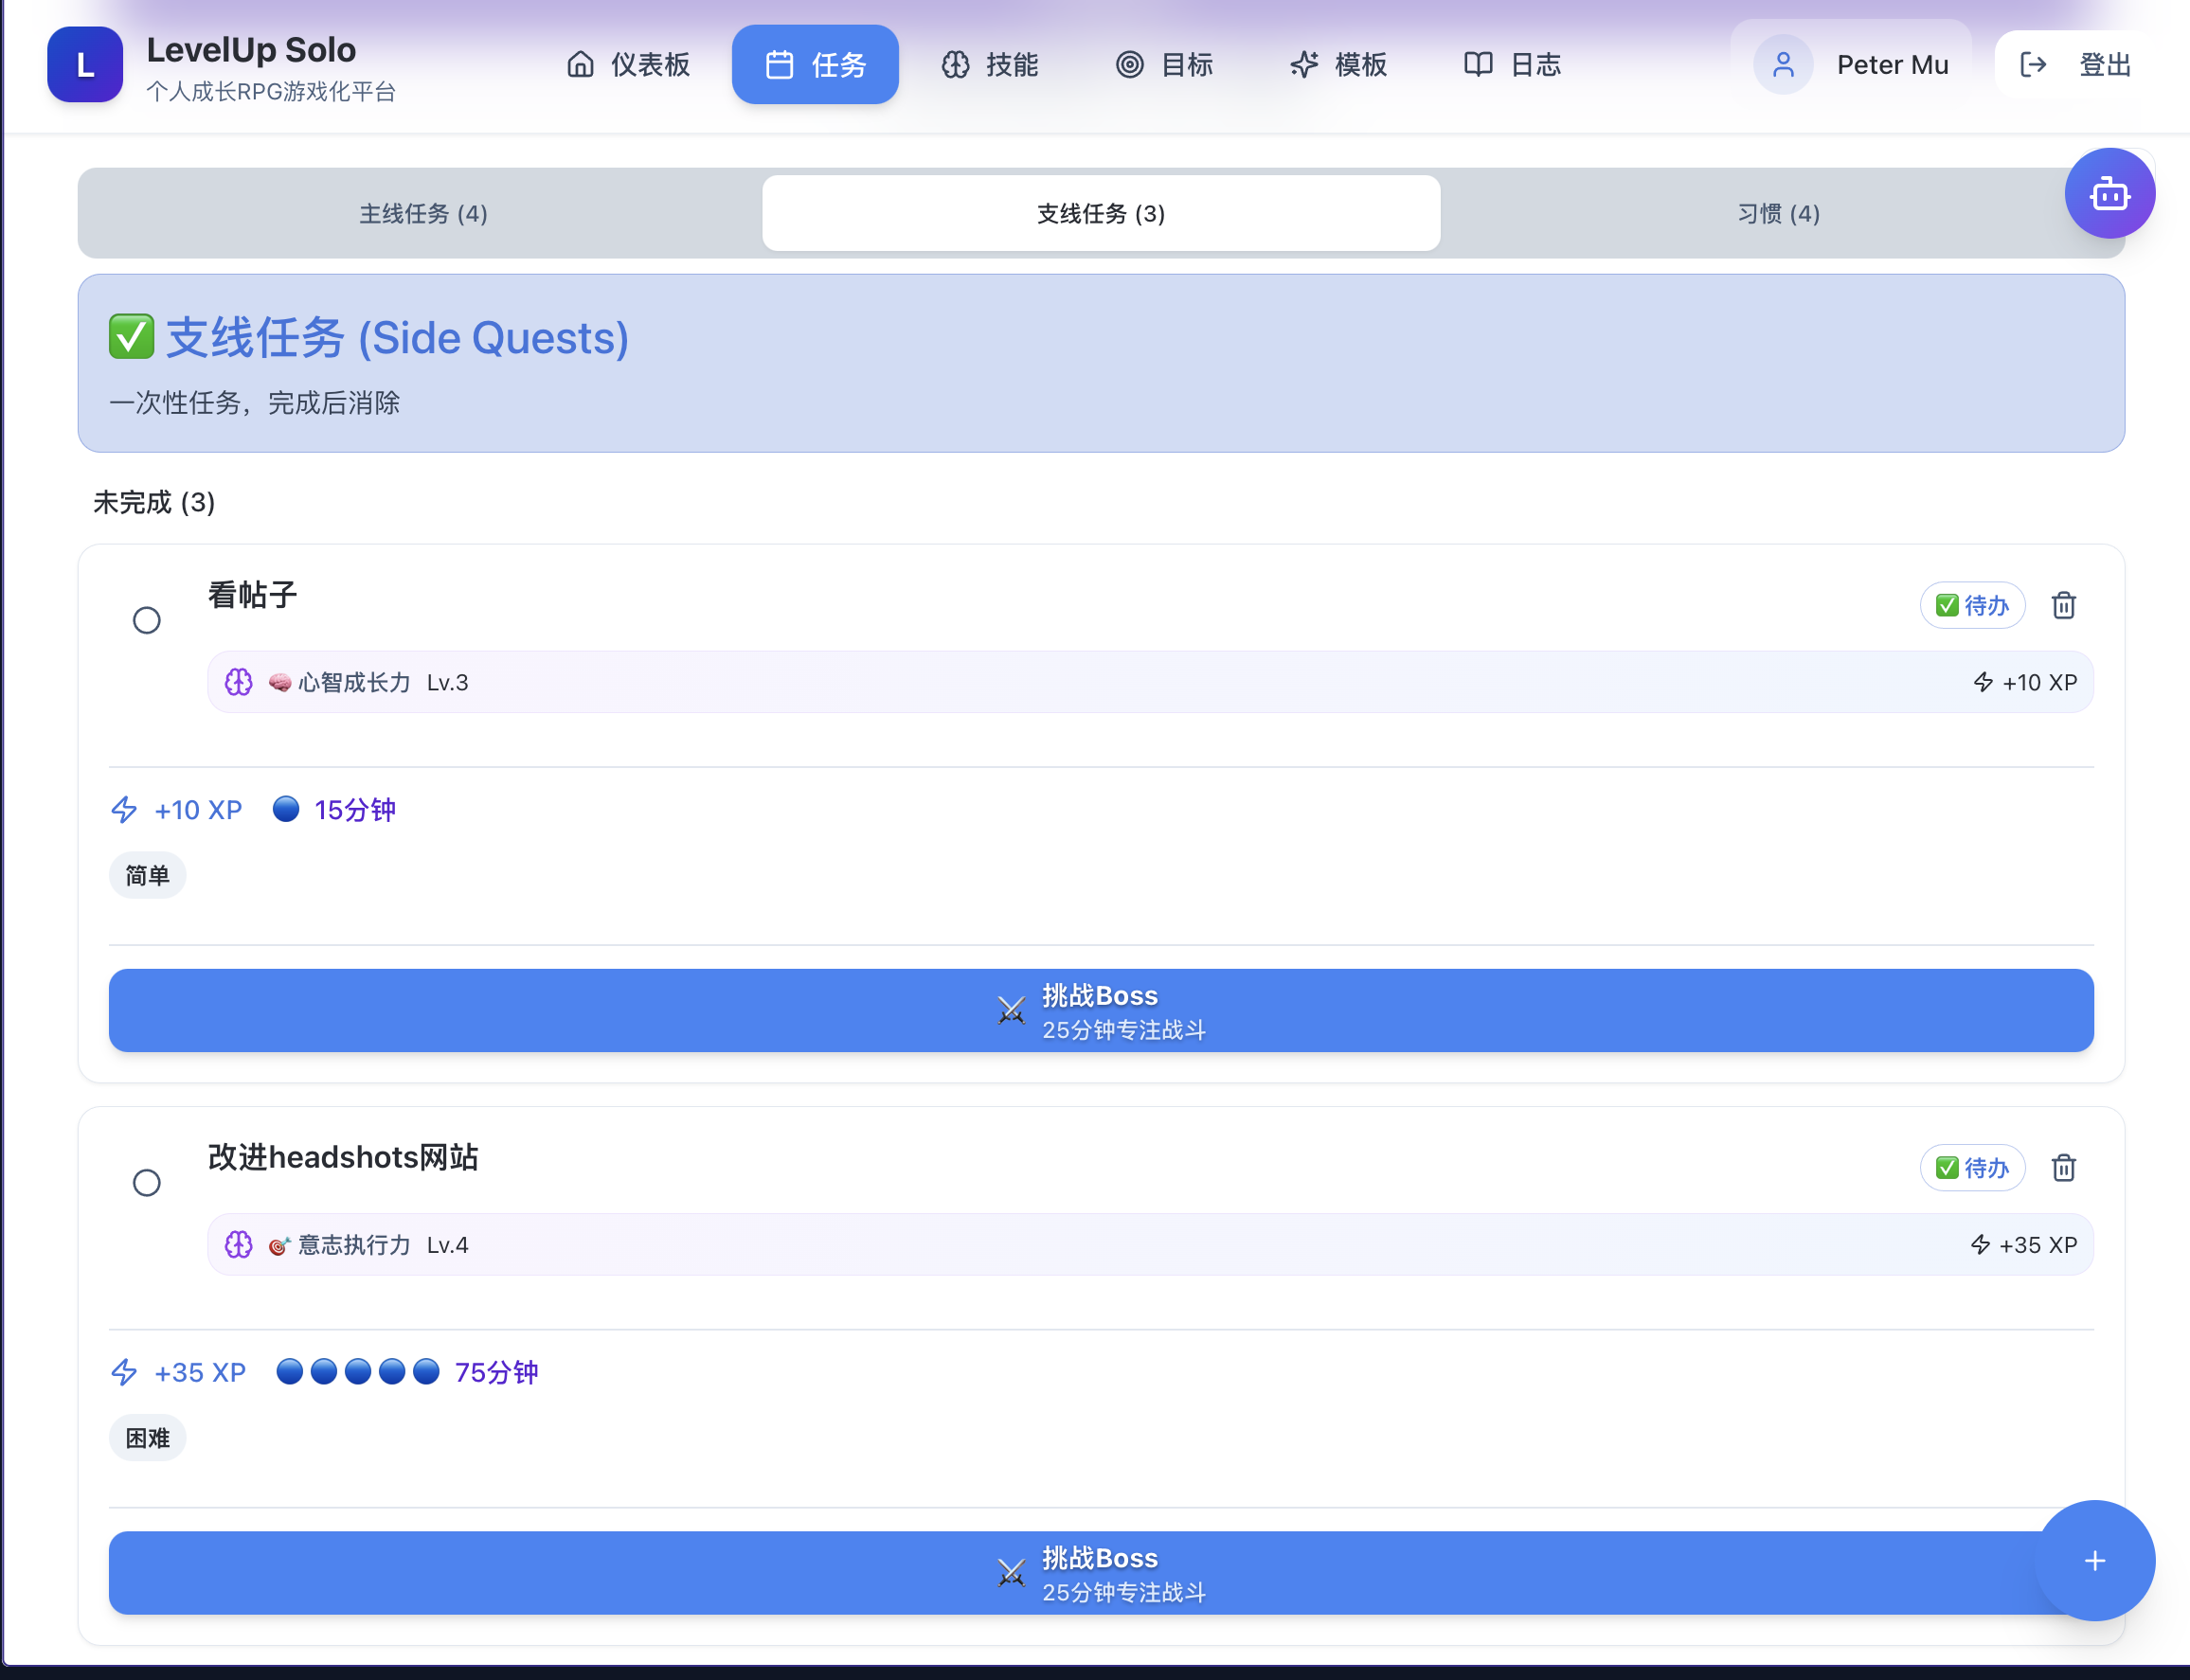 L
LevelUp Solo
个人成长RPG游戏化平台
仪表板
任务
技能
目标
模板
日志
Peter Mu
登出
主线任务 (4)
支线任务 (3)
习惯 (4)
✅ 支线任务 (Side Quests)
一次性任务，完成后消除
未完成 (3)
看帖子
✅ 待办
🧠 心智成长力 Lv.3
+10 XP
+10 XP 🔵 15分钟
简单
⚔️ 挑战Boss
25分钟专注战斗
改进headshots网站
✅ 待办
🎯 意志执行力 Lv.4
+35 XP
+35 XP 🔵🔵🔵🔵🔵 75分钟
困难
⚔️ 挑战Boss
25分钟专注战斗
+